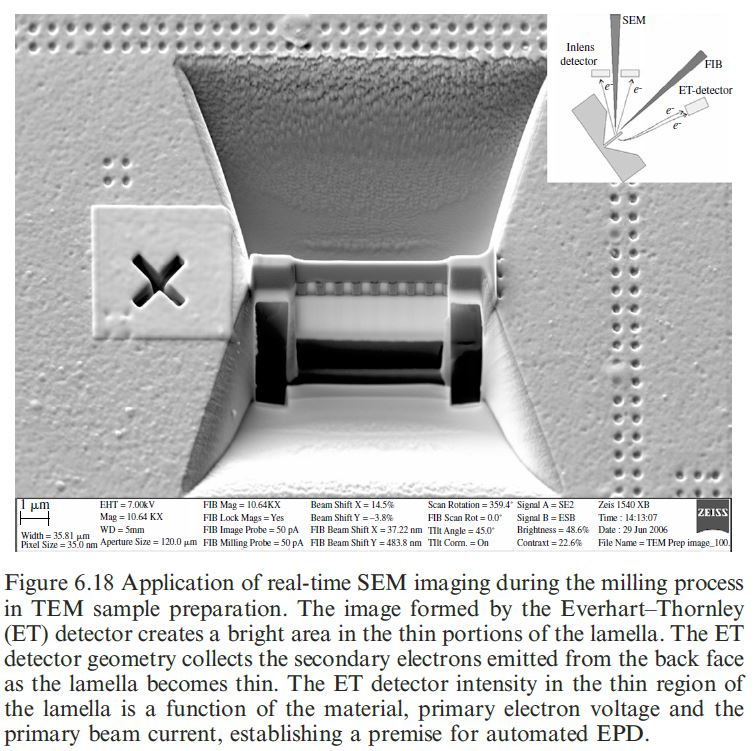 SEM
Inlens
detector
FIB
ET-detector
e-
e-
e-
e-
1 µm
Width = 35.81 µm
Pixel Size = 35.0 nm
EHT = 7.00kV
Mag = 10.64 KX
WD = 5mm
Aperture Size = 120.0 µm
FIB Mag = 10.64KX
FIB Lock Mags = Yes
FIB Image Probe = 50 pA
FIB Milling Probe = 50 pA
Beam Shift X = 14.5%
Beam Shift Y = –3.8%
FIB Beam Shift X = 37.22 nm
FIB Beam Shift Y = 483.8 nm
Scan Rotation = 359.4°
FIB Scan Rot = 0.0°
TIlt Angle = 45.0°
TIlt Corrn. = On
Signal A = SE2
Signal B = ESB
Brightness = 48.6%
Contraxt = 22.6%
Zeis 1540 XB
Time : 14:13:07
Date : 29 Jun 2006
File Name = TEM Prep image_100.
ZEISS
Figure 6.18 Application of real-time SEM imaging during the milling process
in TEM sample preparation. The image formed by the Everhart–Thornley
(ET) detector creates a bright area in the thin portions of the lamella. The ET
detector geometry collects the secondary electrons emitted from the back face
as the lamella becomes thin. The ET detector intensity in the thin region of
the lamella is a function of the material, primary electron voltage and the
primary beam current, establishing a premise for automated EPD.